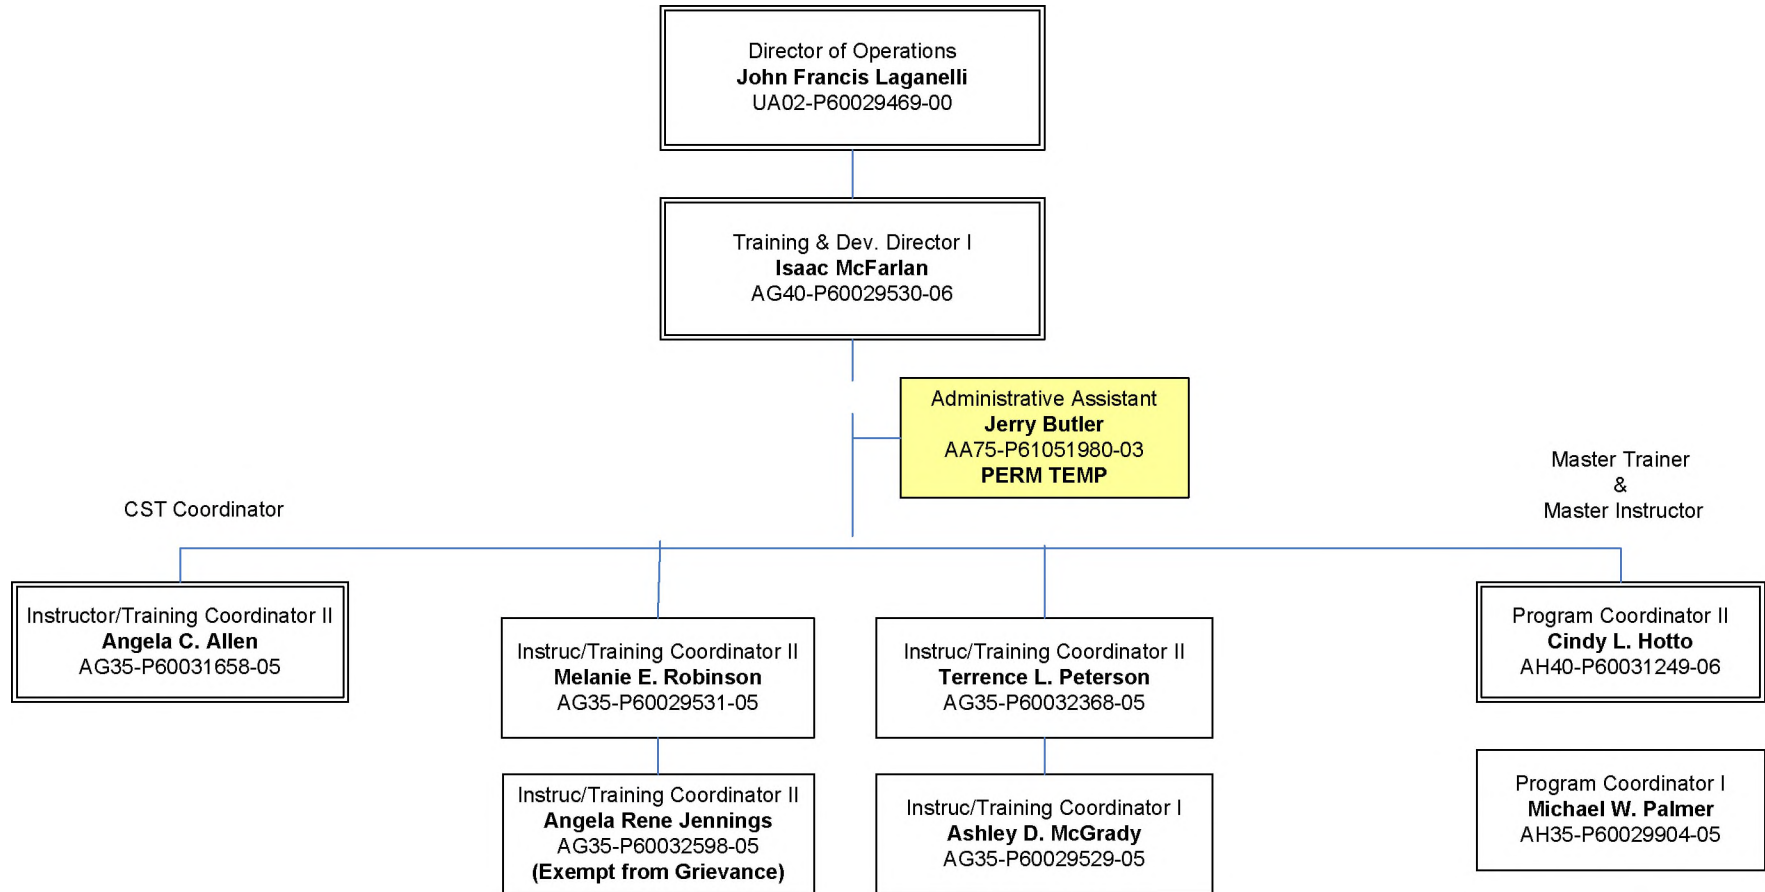 Director of Operations
John Francis Laganelli
UA02-P60029469-00
Training & Dev. Director I
Isaac McFarlan
AG40-P60029530-06
Administrative Assistant
Jerry Butler
AA75-P61051980-03
PERM TEMP
CST Coordinator
Master Trainer
&
Master Instructor
Instructor/Training Coordinator II
Angela C. Allen
AG35-P60031658-05
Instruc/Training Coordinator II
Melanie E. Robinson
AG35-P60029531-05
Instruc/Training Coordinator II
Terrence L. Peterson
AG35-P60032368-05
Program Coordinator II
Cindy L. Hotto
AH40-P60031249-06
Instruc/Training Coordinator II
Angela Rene Jennings
AG35-P60032598-05
(Exempt from Grievance)
Instruc/Training Coordinator I
Ashley D. McGrady
AG35-P60029529-05
Program Coordinator I
Michael W. Palmer
AH35-P60029904-05